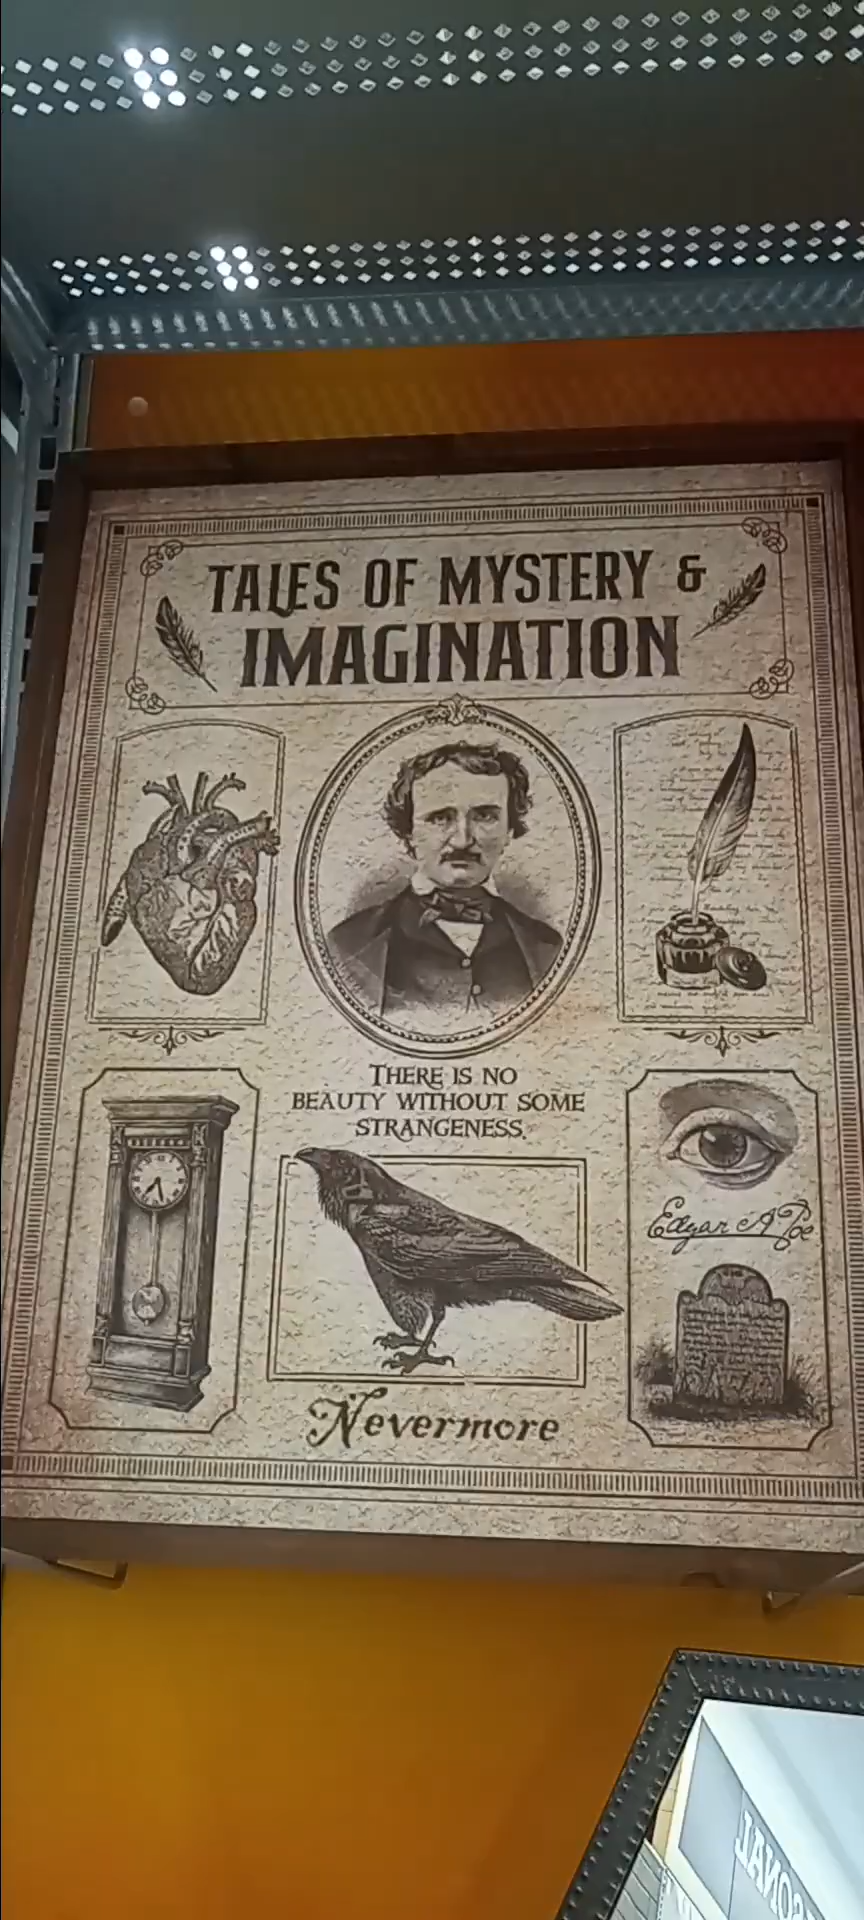 TALES OF MYSTERY &
IMAGINATION
THERE IS NO
BEAUTY WITHOUT SOME
STRANGENESS.
Edgar A Poe
Nevermore